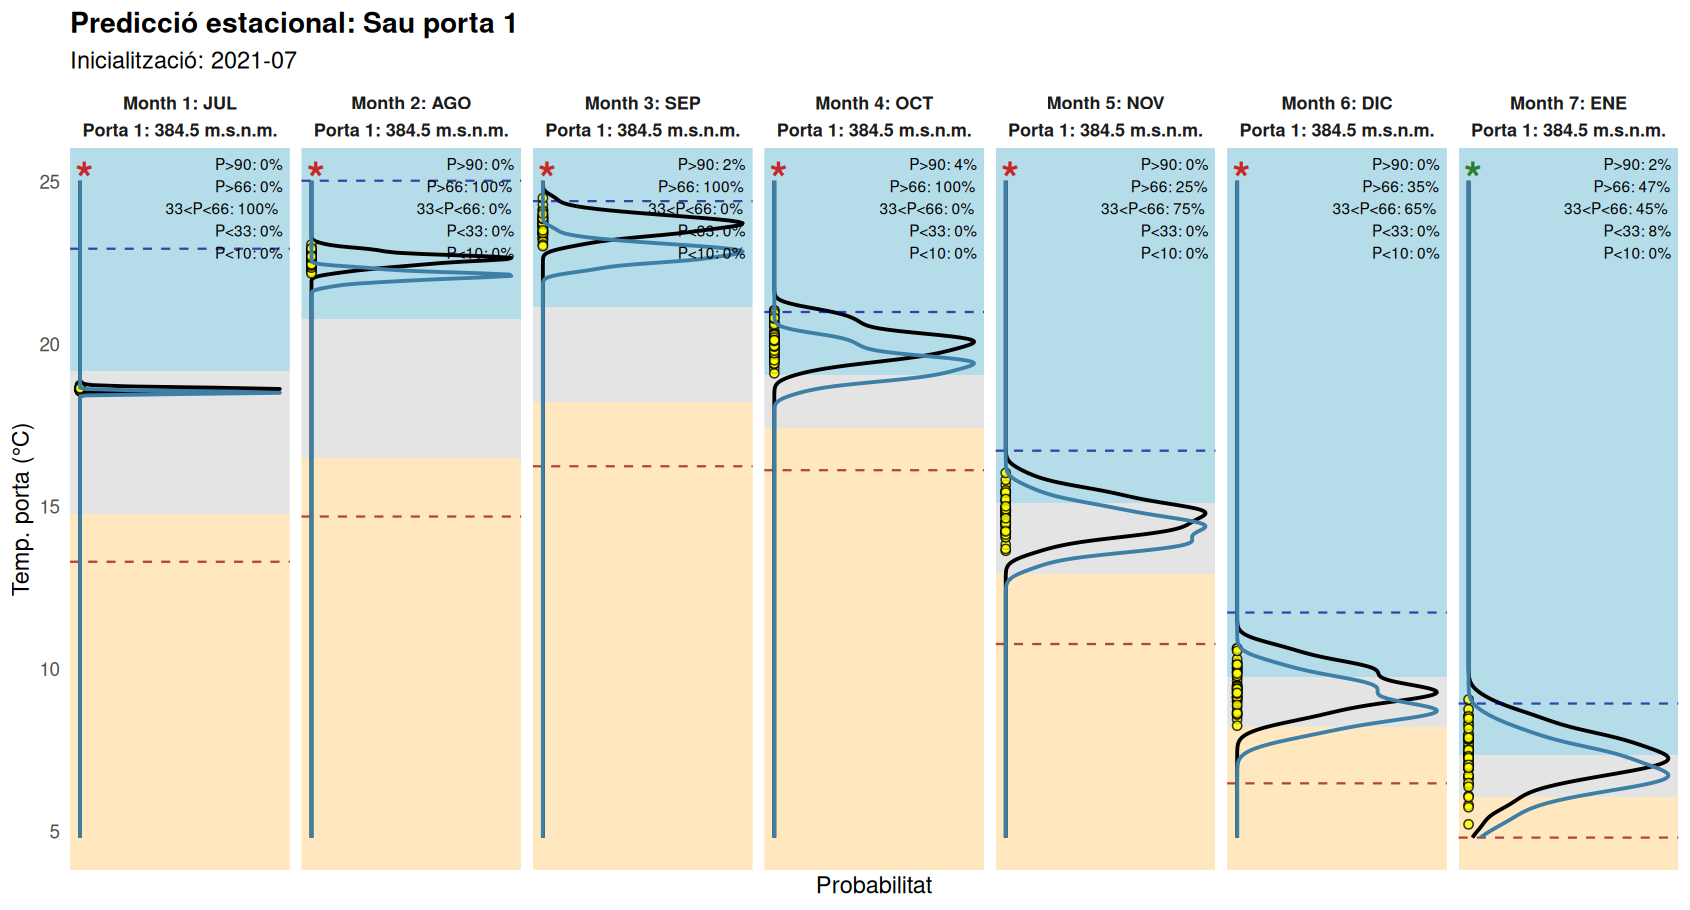 Predicció estacional: Sau porta 1
Inicialització: 2021-07
Month 1: JUL
Porta 1: 384.5 m.s.n.m.
Month 2: AGO
Porta 1: 384.5 m.s.n.m.
Month 3: SEP
Porta 1: 384.5 m.s.n.m.
Month 4: OCT
Porta 1: 384.5 m.s.n.m.
Month 5: NOV
Porta 1: 384.5 m.s.n.m.
Month 6: DIC
Porta 1: 384.5 m.s.n.m.
Month 7: ENE
Porta 1: 384.5 m.s.n.m.
*
P>90: 0%
P>66: 0%
33<P<66: 100%
P<33: 0%
P<10: 0%
*
P>90: 0%
P>66: 100%
33<P<66: 0%
P<33: 0%
P<10: 0%
*
P>90: 2%
P>66: 100%
33<P<66: 0%
P<33: 0%
P<10: 0%
*
P>90: 4%
P>66: 100%
33<P<66: 0%
P<33: 0%
P<10: 0%
*
P>90: 0%
P>66: 25%
33<P<66: 75%
P<33: 0%
P<10: 0%
*
P>90: 0%
P>66: 35%
33<P<66: 65%
P<33: 0%
P<10: 0%
*
P>90: 2%
P>66: 47%
33<P<66: 45%
P<33: 8%
P<10: 0%
25
20
15
10
5
Temp. porta (°C)
Probabilitat